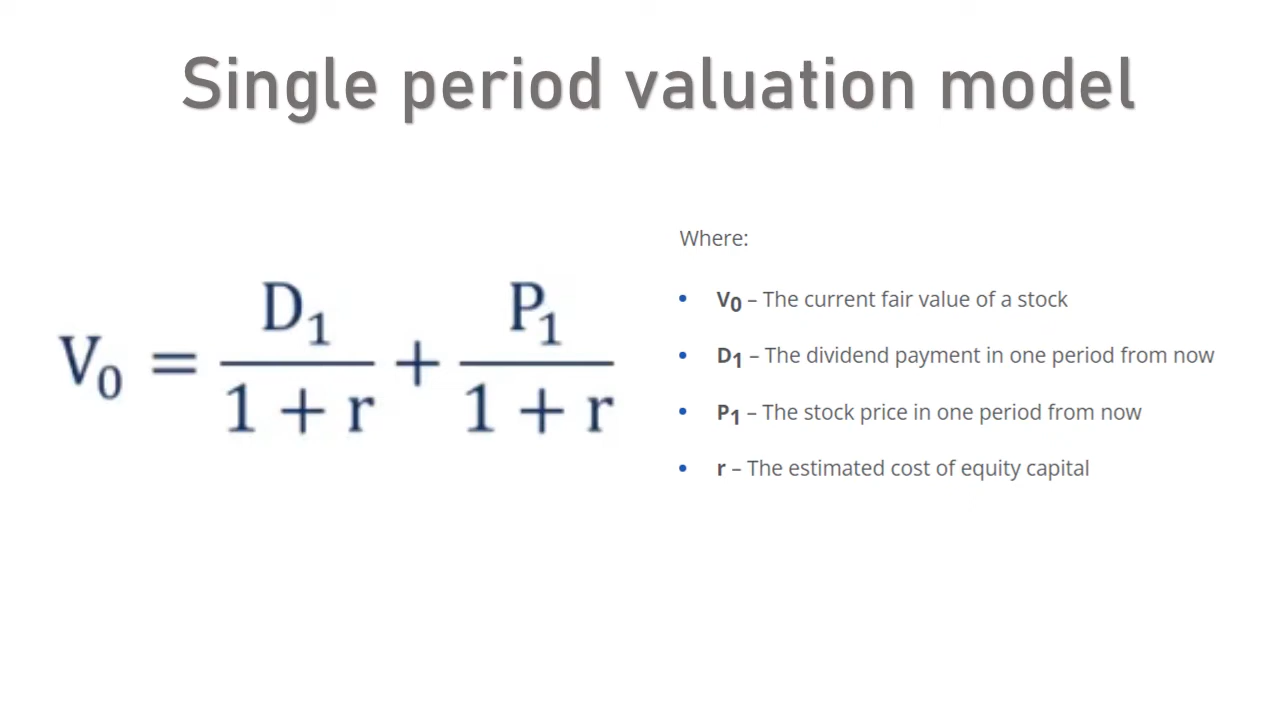 Single period valuation model
V₀ = D₁ / (1 + r) + P₁ / (1 + r)
Where:
• V₀ – The current fair value of a stock
• D₁ – The dividend payment in one period from now
• P₁ – The stock price in one period from now
• r – The estimated cost of equity capital